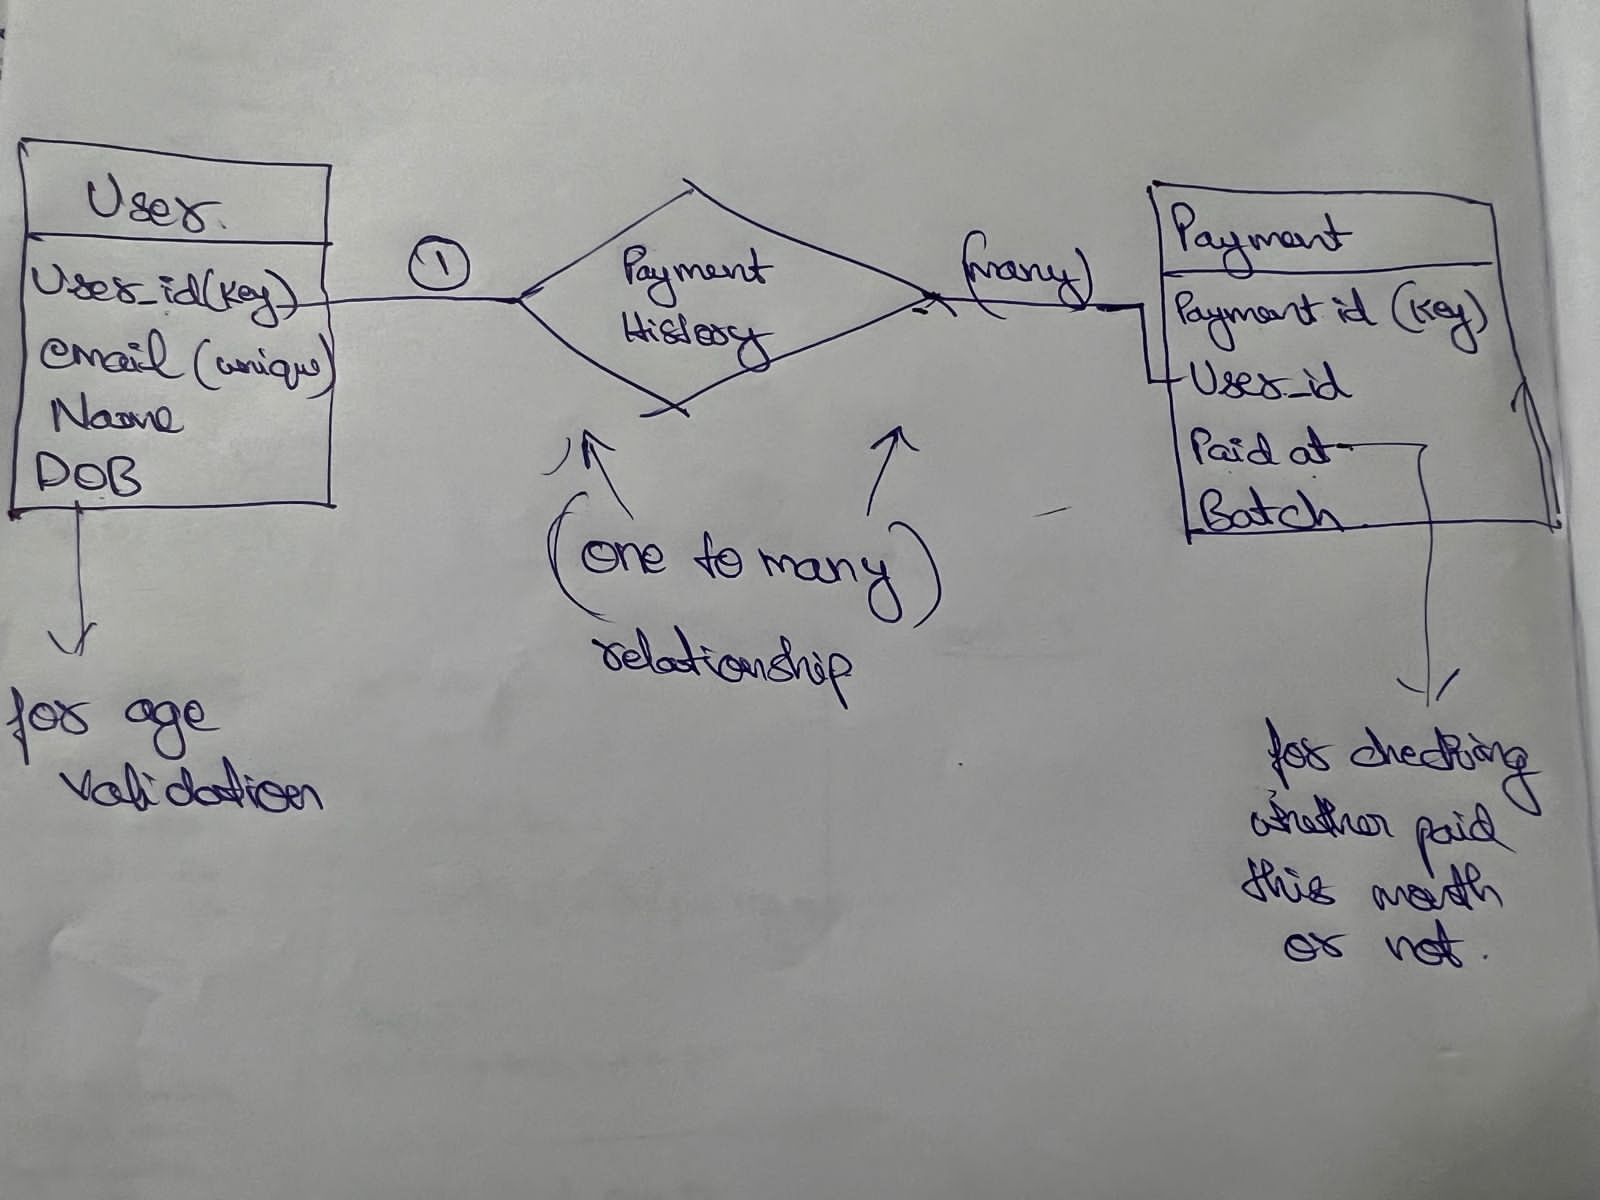 User.
User_id(Key)
email (unique)
Name
DOB
for age
validation
1
Payment
History
(many)
(one to many)
relationship
Payment
Payment id (Key)
User_id
Paid at
Batch
for checking
whether paid
this month
or not.